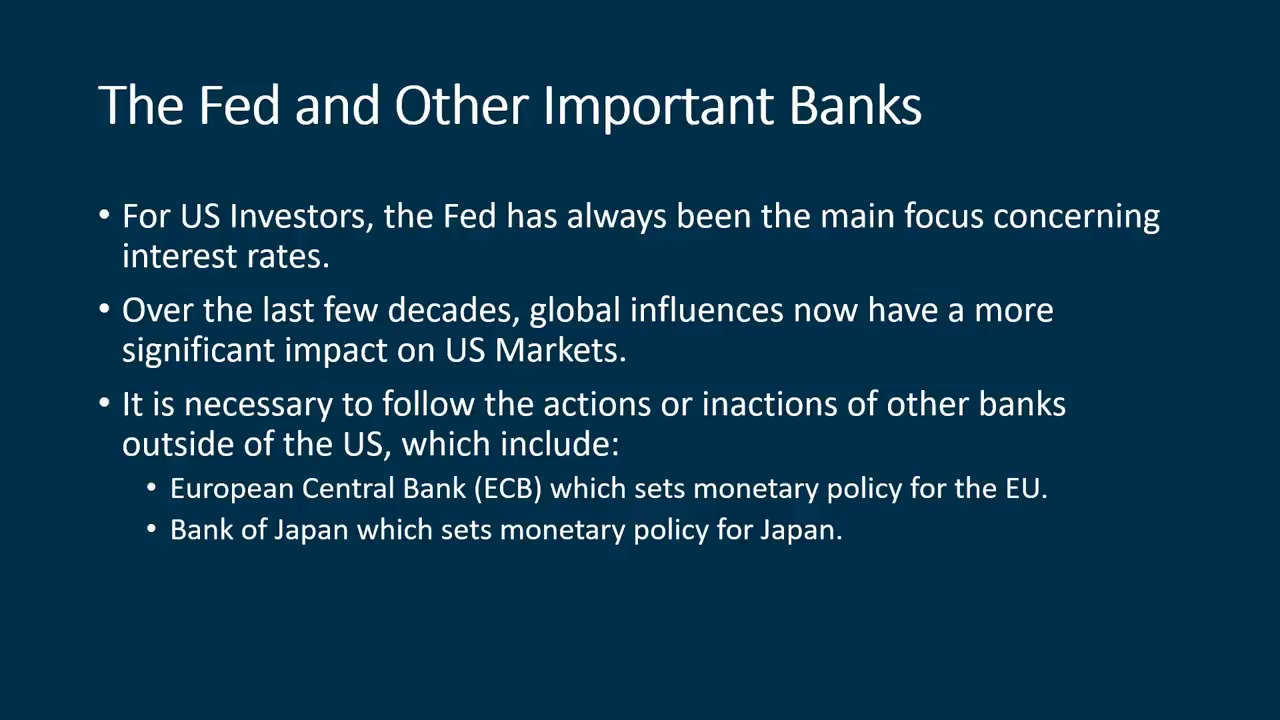 The Fed and Other Important Banks
• For US Investors, the Fed has always been the main focus concerning
interest rates.
• Over the last few decades, global influences now have a more
significant impact on US Markets.
• It is necessary to follow the actions or inactions of other banks
outside of the US, which include:
• European Central Bank (ECB) which sets monetary policy for the EU.
• Bank of Japan which sets monetary policy for Japan.